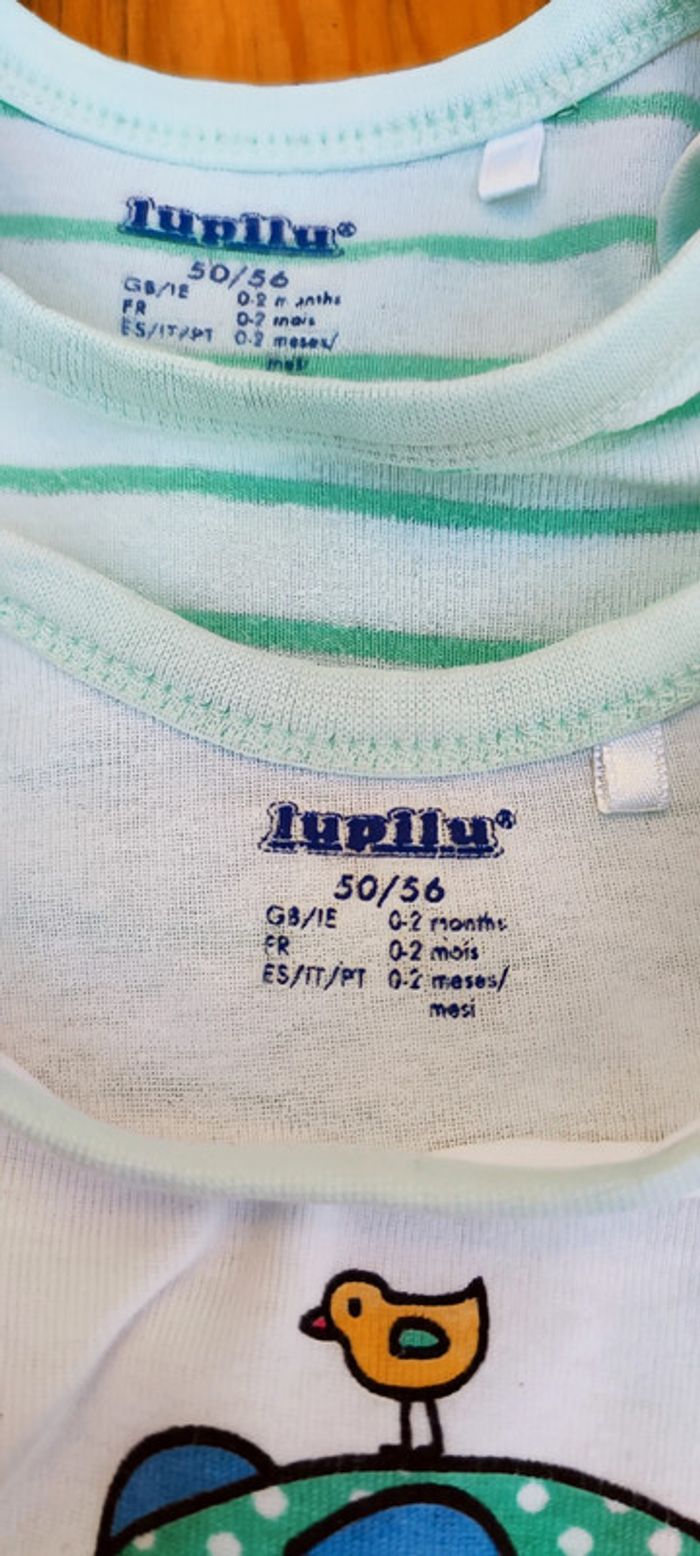 lupilu®
50/56
GB/IE 0-2 months
FR 0-2 mois
ES/IT/PT 0-2 meses/
mesi
lupilu®
50/56
GB/IE 0-2 months
FR 0-2 mois
ES/IT/PT 0-2 meses/
mesi